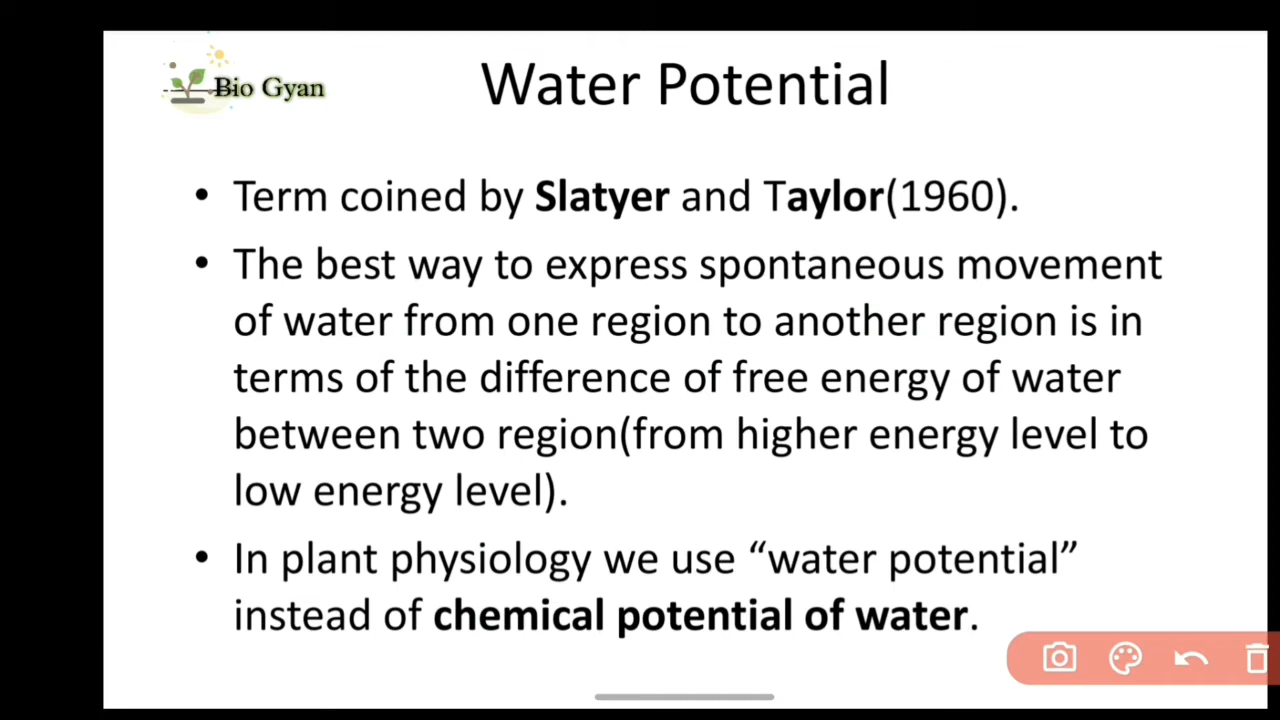 Bio Gyan
Water Potential
• Term coined by Slatyer and Taylor(1960).
• The best way to express spontaneous movement
of water from one region to another region is in
terms of the difference of free energy of water
between two region(from higher energy level to
low energy level).
• In plant physiology we use “water potential”
instead of chemical potential of water.